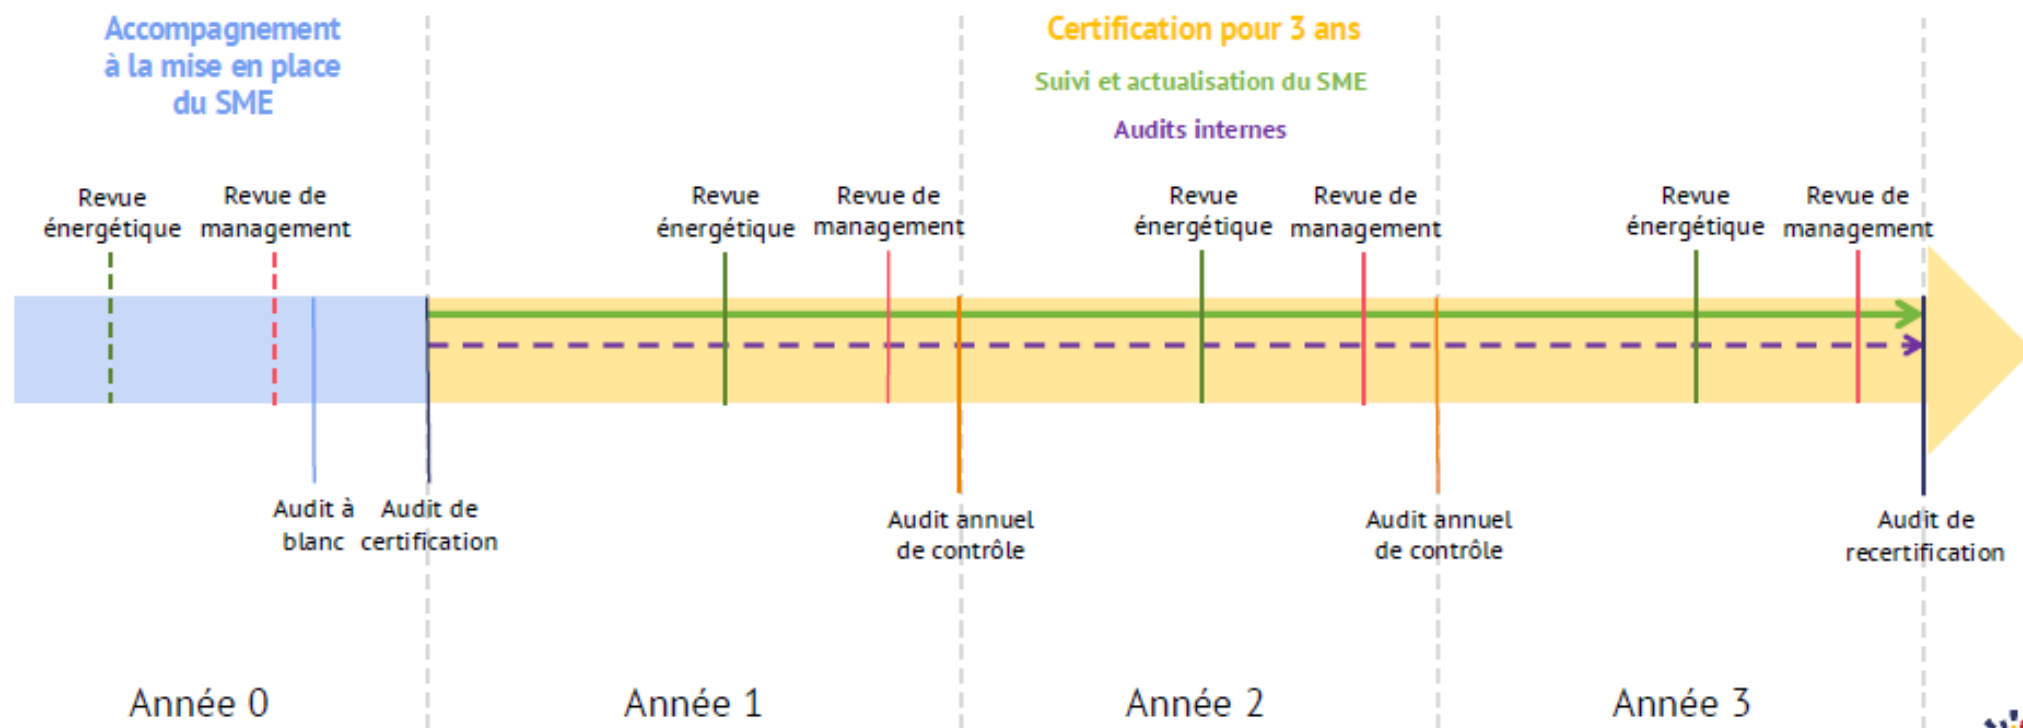 Accompagnement
à la mise en place
du SME
Certification pour 3 ans
Suivi et actualisation du SME
Audits internes
Revue
énergétique
Revue de
management
Revue
énergétique
Revue de
management
Revue
énergétique
Revue de
management
Revue
énergétique
Revue de
management
Audit à
blanc
Audit de
certification
Audit annuel
de contrôle
Audit annuel
de contrôle
Audit de
recertification
Année 0
Année 1
Année 2
Année 3